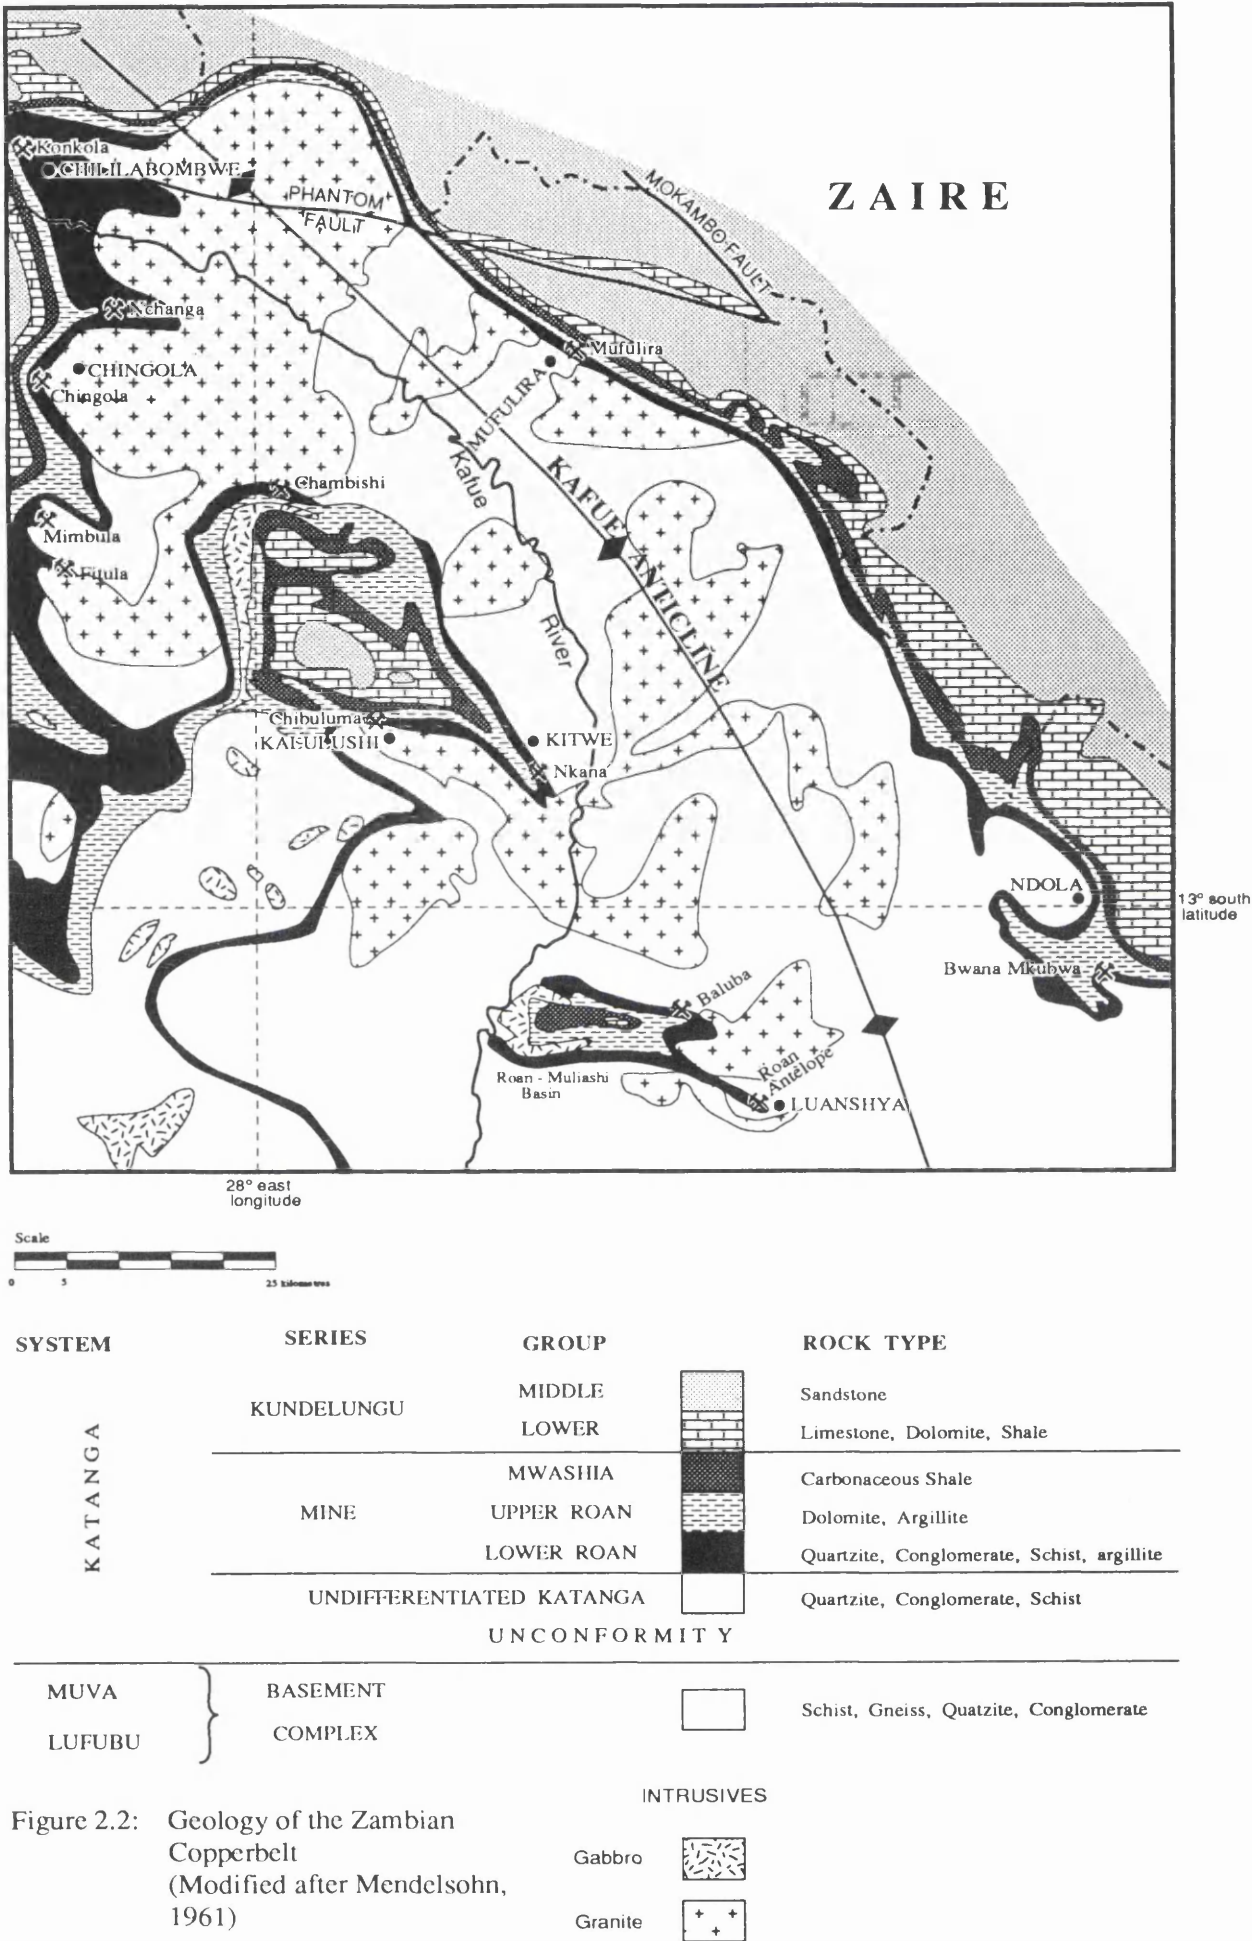 ZAIRE
Konkola
CHILILABOMBWE
PHANTOM
FAULT
MOKAMBO FAULT
Nchanga
Mufulira
CHINGOLA
Chingola
MUFULIRA
Kafue
River
KAFUE ANTICLINE
Chambishi
Mimbula
Fitula
Chibuluma
KALULUSHI
KITWE
Nkana
NDOLA
13° south
latitude
Bwana Mkubwa
Baluba
Roan
Antelope
Roan - Muliashi
Basin
LUANSHYA
28° east
longitude
Scale
0 5 25 kilometres
SYSTEM SERIES GROUP ROCK TYPE
KATANGA
KUNDELUNGU
MIDDLE Sandstone
LOWER Limestone, Dolomite, Shale
MWASHIA Carbonaceous Shale
MINE UPPER ROAN Dolomite, Argillite
LOWER ROAN Quartzite, Conglomerate, Schist, argillite
UNDIFFERENTIATED KATANGA Quartzite, Conglomerate, Schist
UNCONFORMITY
MUVA BASEMENT
LUFUBU COMPLEX
Schist, Gneiss, Quatzite, Conglomerate
INTRUSIVES
Gabbro
Granite
Figure 2.2: Geology of the Zambian
Copperbelt
(Modified after Mendelsohn,
1961)